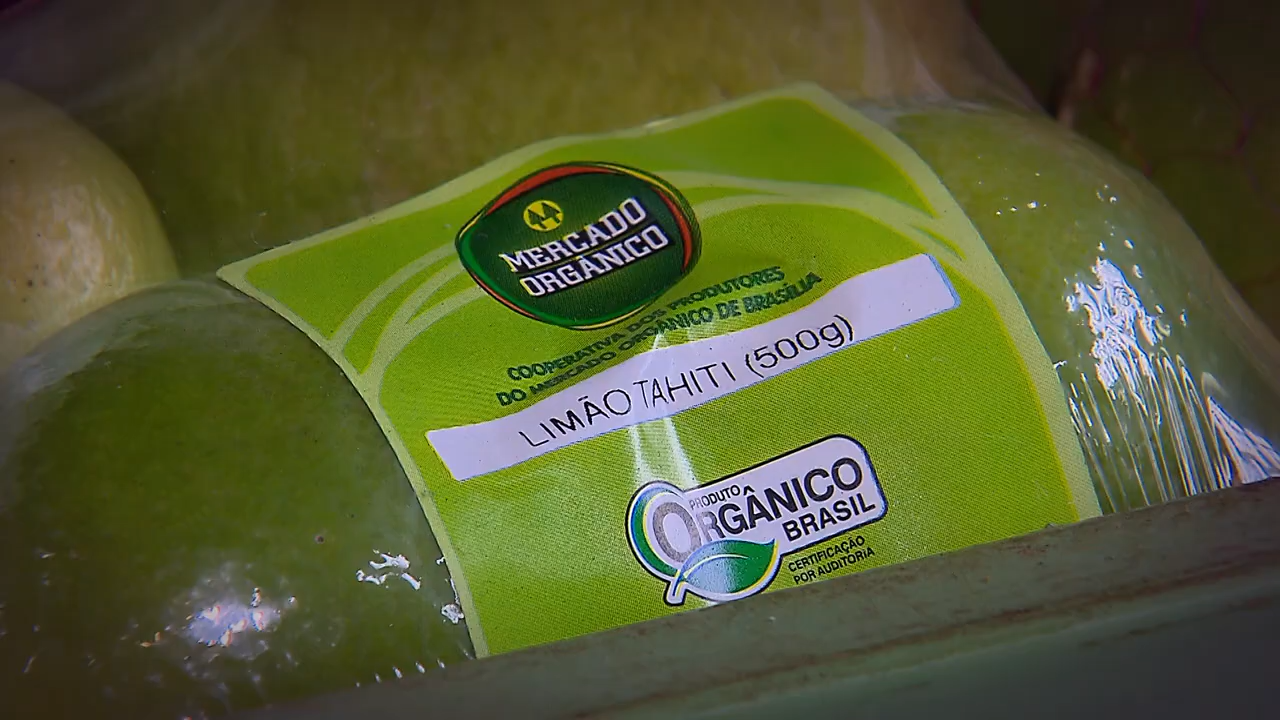 MERCADO
ORGÂNICO
COOPERATIVA DOS PRODUTORES
DO MERCADO ORGÂNICO DE BRASÍLIA
LIMÃO TAHITI (500g)
PRODUTO
ORGÂNICO
BRASIL
CERTIFICAÇÃO
POR AUDITORIA